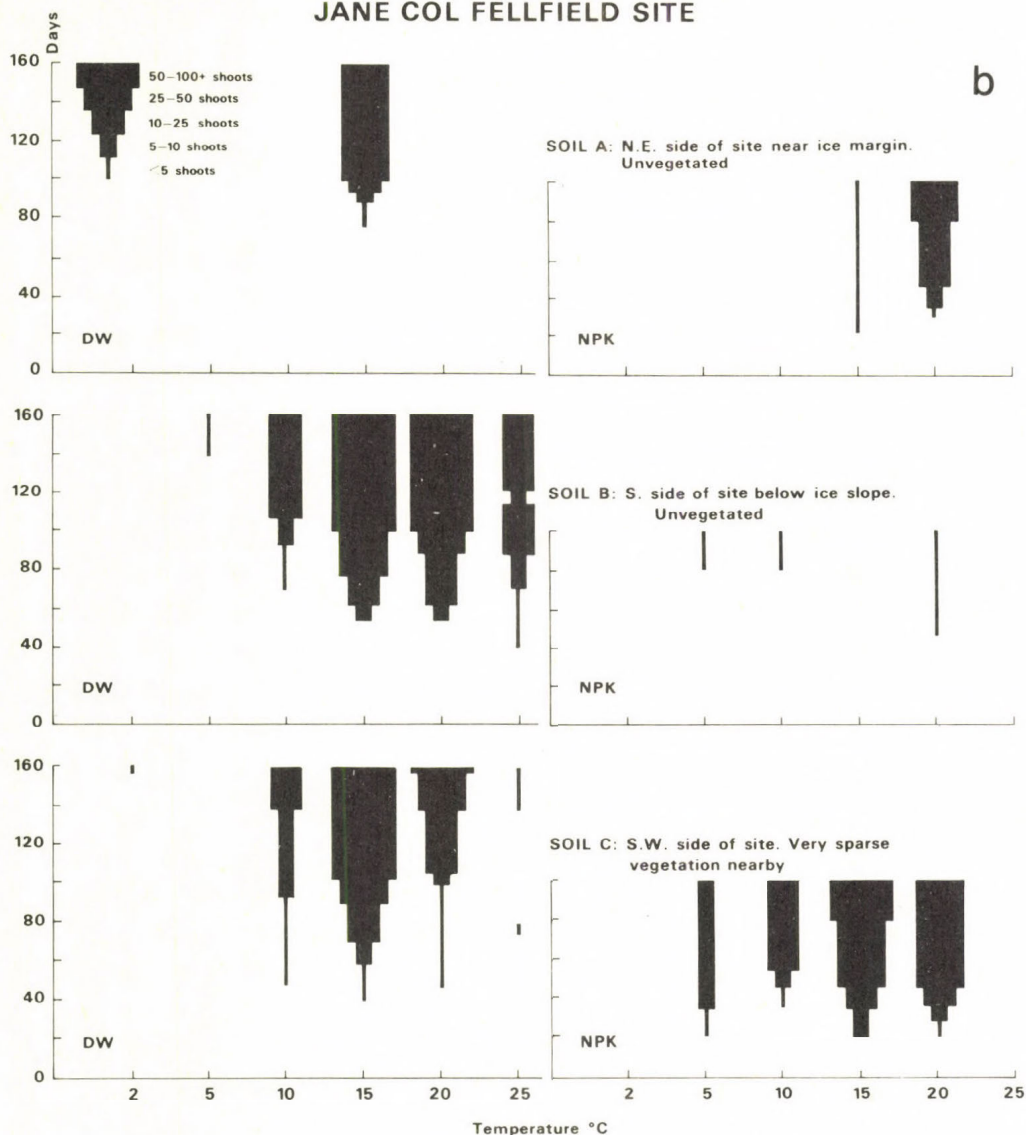 JANE COL FELLFIELD SITE
b
Days
160
120
80
40
0
50–100+ shoots
25–50 shoots
10–25 shoots
5–10 shoots
<5 shoots
DW
SOIL A: N.E. side of site near ice margin.
Unvegetated
NPK
2 5 10 15 20 25
160
120
80
40
0
DW
SOIL B: S. side of site below ice slope.
Unvegetated
NPK
160
120
80
40
0
DW
SOIL C: S.W. side of site. Very sparse
vegetation nearby
NPK
2 5 10 15 20 25
Temperature °C